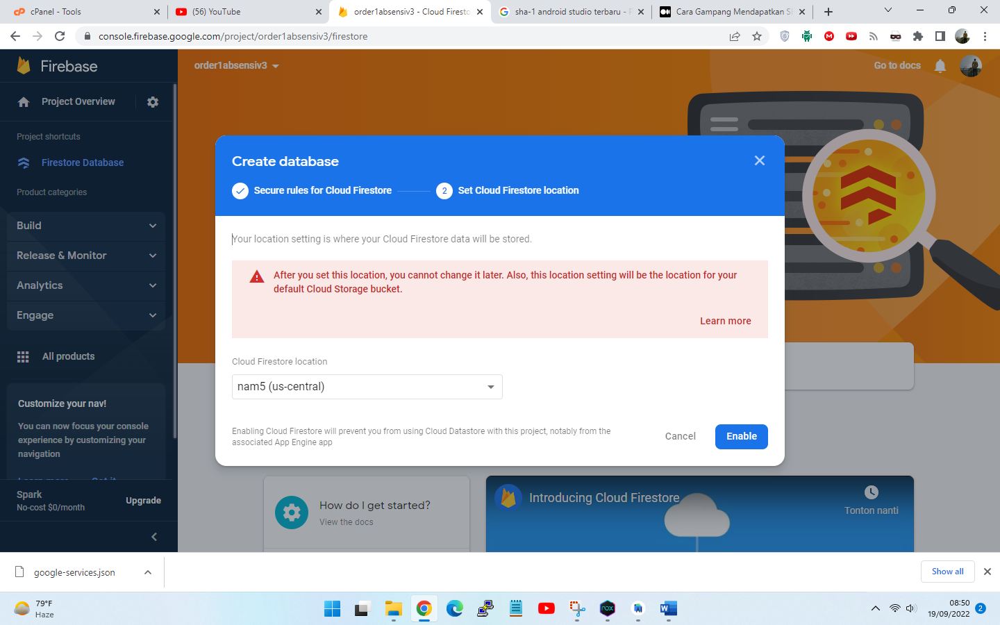 cPanel - Tools
(56) YouTube
order1absensiv3 - Cloud Firesto
sha-1 android studio terbaru - P
Cara Gampang Mendapatkan SH
console.firebase.google.com/project/order1absensiv3/firestore
Firebase
order1absensiv3
Go to docs
Project Overview
Project shortcuts
Firestore Database
Product categories
Build
Release & Monitor
Analytics
Engage
All products
Customize your nav!
You can now focus your console
experience by customizing your
navigation
Learn more Got it
Spark
No-cost $0/month
Upgrade
Create database
Secure rules for Cloud Firestore
2 Set Cloud Firestore location
Your location setting is where your Cloud Firestore data will be stored.
After you set this location, you cannot change it later. Also, this location setting will be the location for your
default Cloud Storage bucket.
Learn more
Cloud Firestore location
nam5 (us-central)
Enabling Cloud Firestore will prevent you from using Cloud Datastore with this project, notably from the
associated App Engine app
Cancel
Enable
How do I get started?
View the docs
Introducing Cloud Firestore
Tonton nanti
google-services.json
Show all
79°F
Haze
08:50
19/09/2022
2